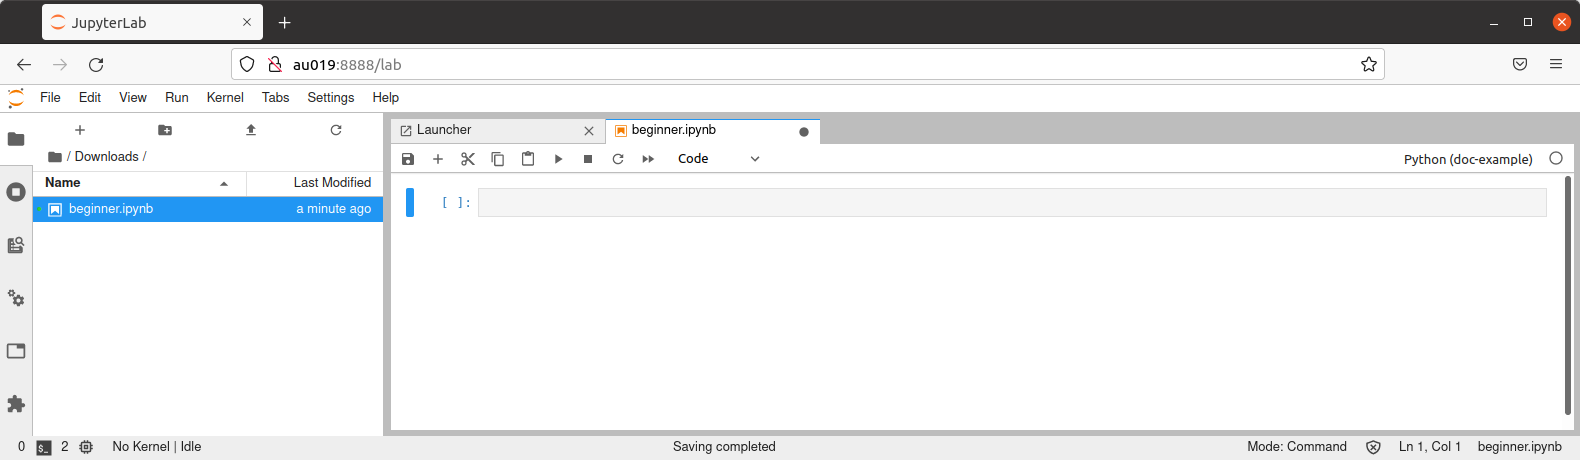 JupyterLab
au019:8888/lab
File Edit View Run Kernel Tabs Settings Help
Launcher beginner.ipynb
/ Downloads /
Code Python (doc-example)
Name Last Modified
beginner.ipynb a minute ago
[ ]:
0 $_ 2 No Kernel | Idle Saving completed Mode: Command Ln 1, Col 1 beginner.ipynb